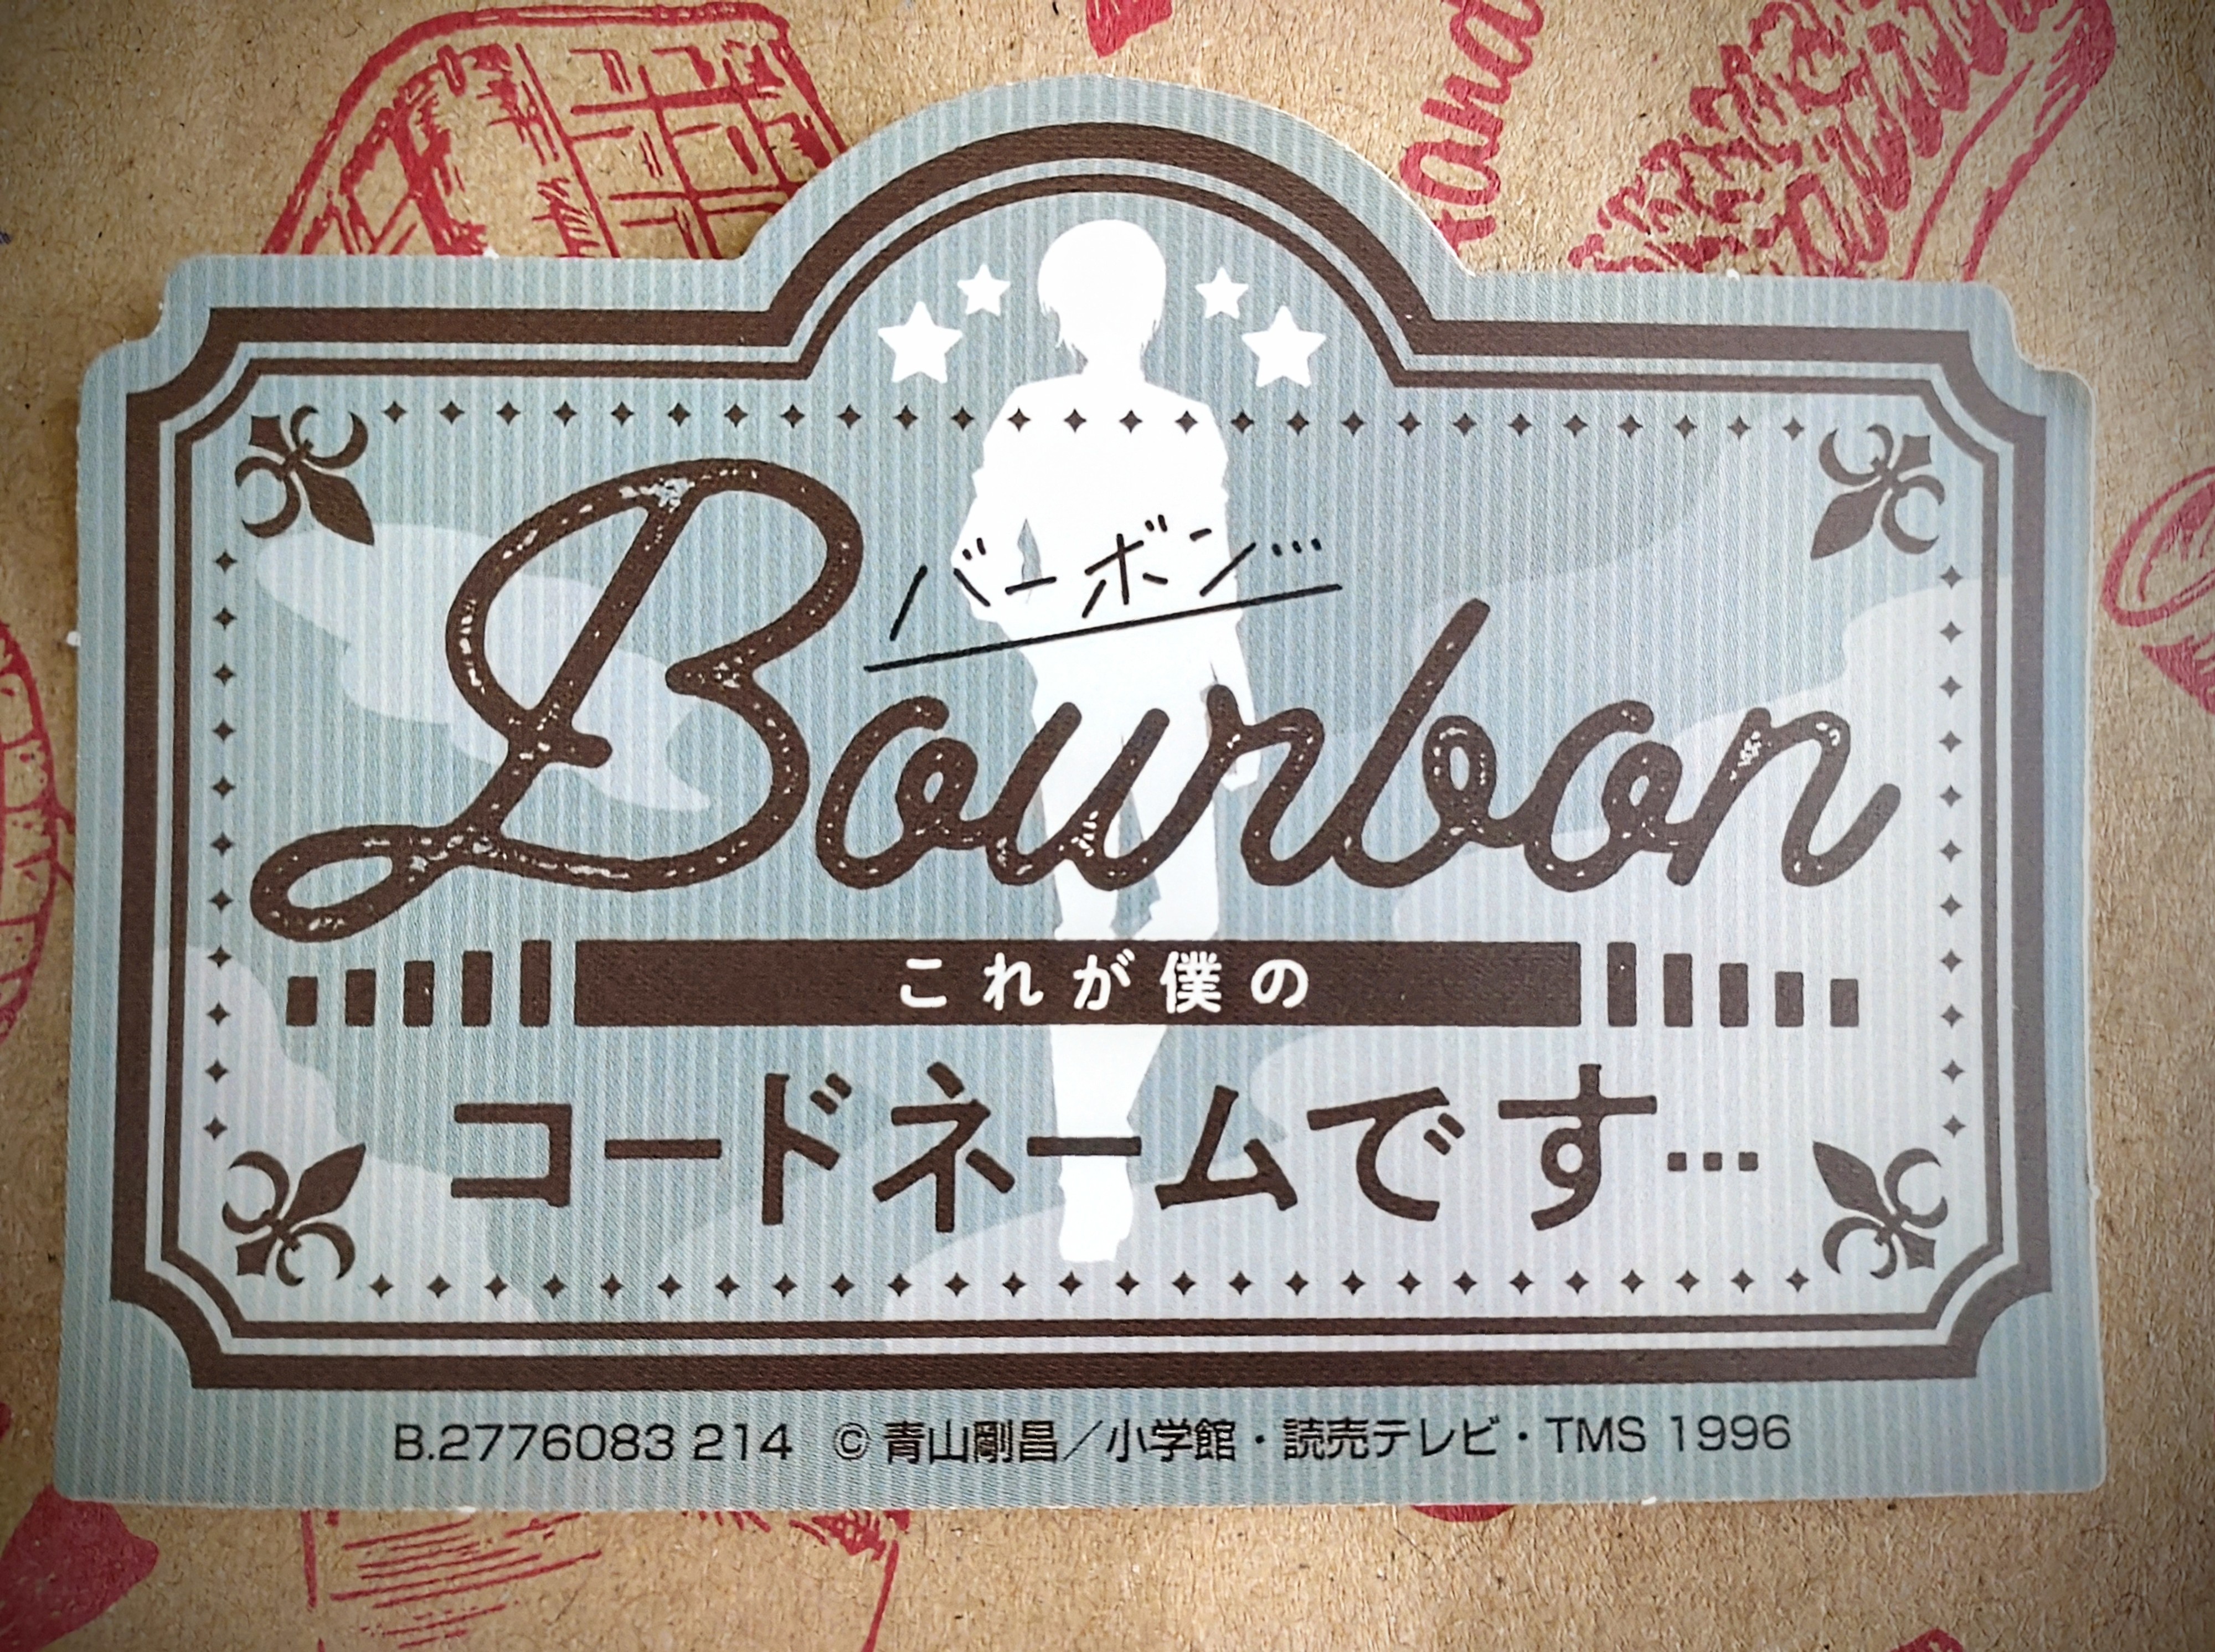 バーボン…
Bourbon
これが僕の
コードネームです…
B.2776083 214 © 青山剛昌／小学館・読売テレビ・TMS 1996